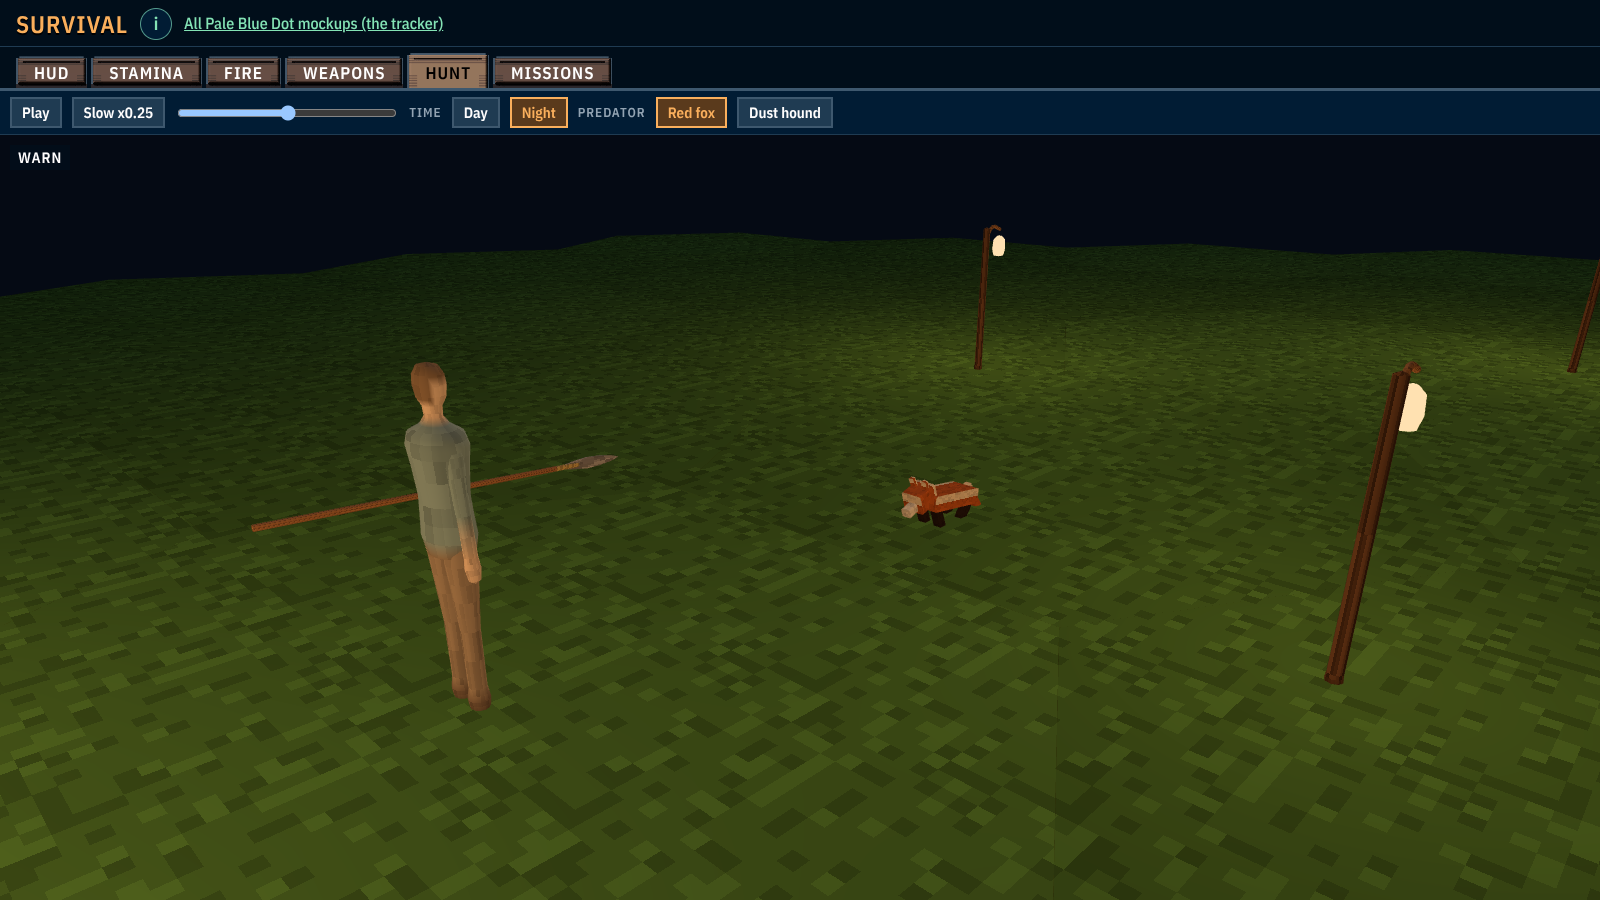 SURVIVAL i All Pale Blue Dot mockups (the tracker)
HUD STAMINA FIRE WEAPONS HUNT MISSIONS
Play Slow x0.25 TIME Day Night PREDATOR Red fox Dust hound
WARN